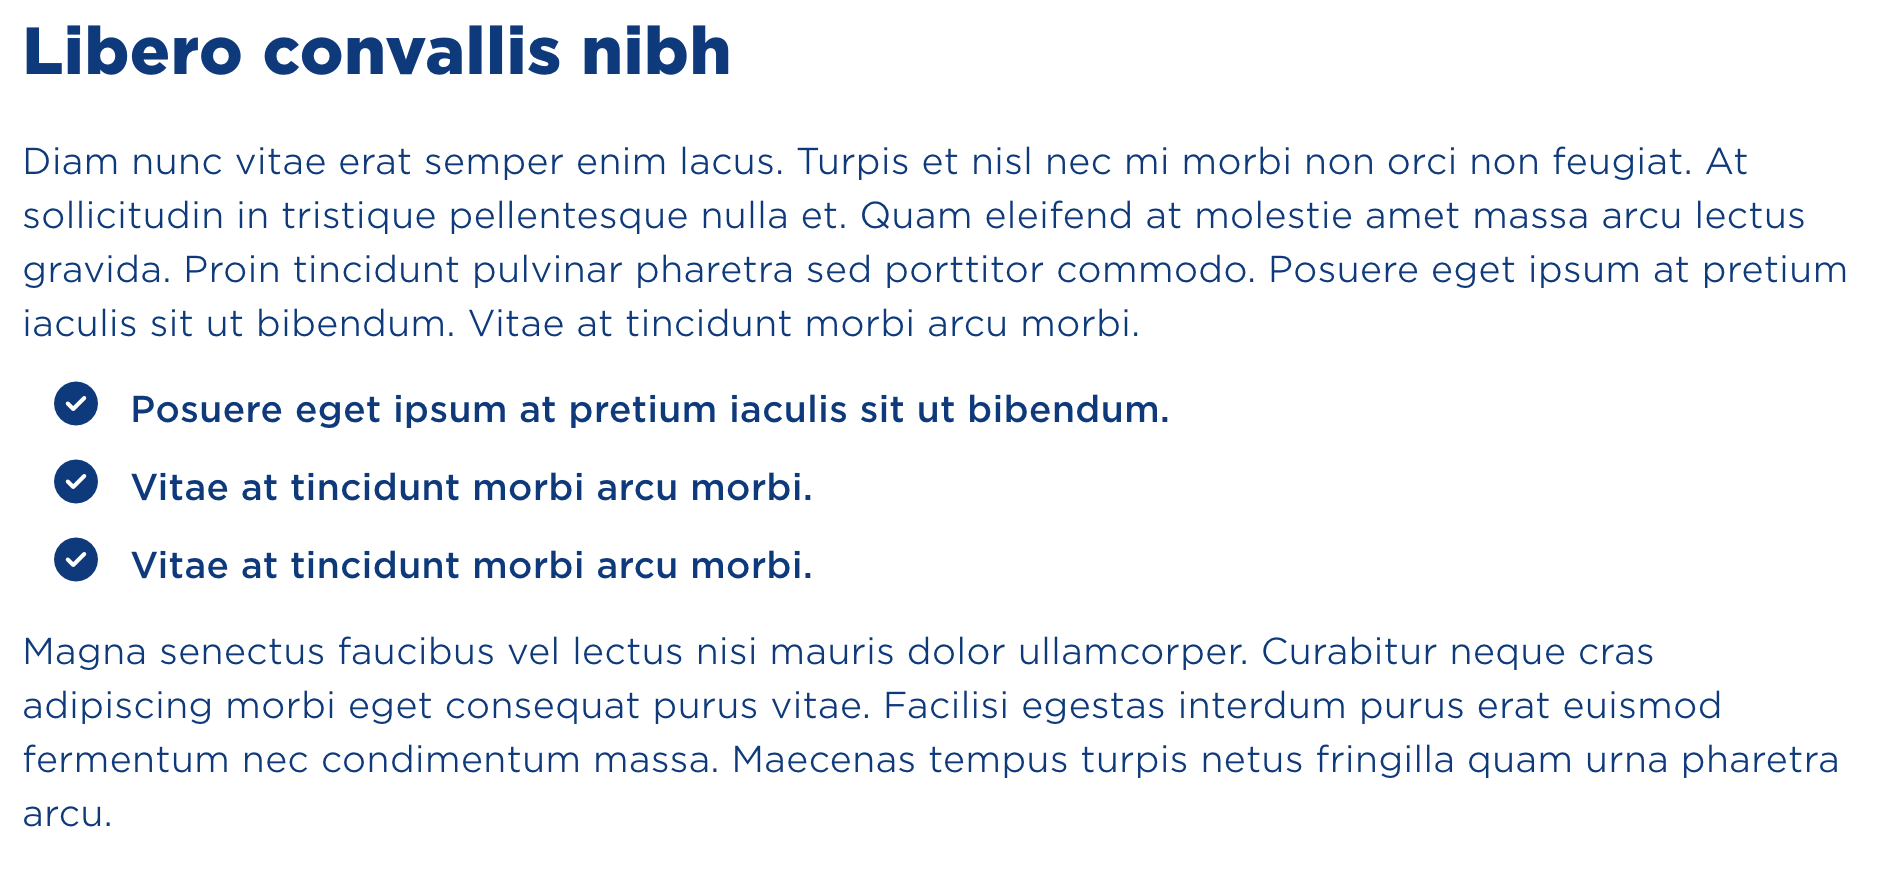 Libero convallis nibh
Diam nunc vitae erat semper enim lacus. Turpis et nisl nec mi morbi non orci non feugiat. At
sollicitudin in tristique pellentesque nulla et. Quam eleifend at molestie amet massa arcu lectus
gravida. Proin tincidunt pulvinar pharetra sed porttitor commodo. Posuere eget ipsum at pretium
iaculis sit ut bibendum. Vitae at tincidunt morbi arcu morbi.
Posuere eget ipsum at pretium iaculis sit ut bibendum.
Vitae at tincidunt morbi arcu morbi.
Vitae at tincidunt morbi arcu morbi.
Magna senectus faucibus vel lectus nisi mauris dolor ullamcorper. Curabitur neque cras
adipiscing morbi eget consequat purus vitae. Facilisi egestas interdum purus erat euismod
fermentum nec condimentum massa. Maecenas tempus turpis netus fringilla quam urna pharetra
arcu.